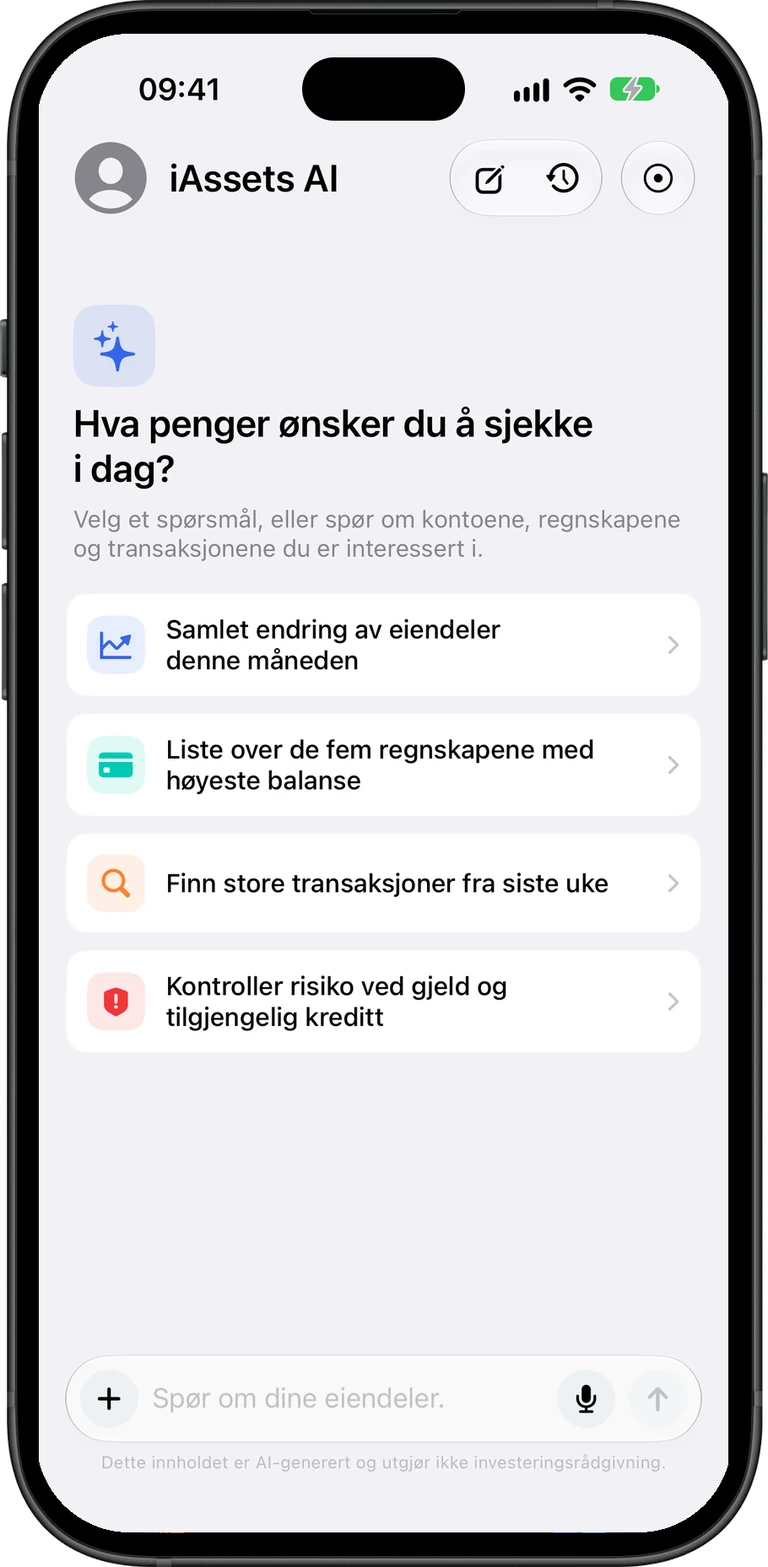 09:41
iAssets AI
Hva penger ønsker du å sjekke
i dag?
Velg et spørsmål, eller spør om kontoene, regnskapene
og transaksjonene du er interessert i.
Samlet endring av eiendeler
denne måneden
Liste over de fem regnskapene med
høyeste balanse
Finn store transaksjoner fra siste uke
Kontroller risiko ved gjeld og
tilgjengelig kreditt
Spør om dine eiendeler.
Dette innholdet er AI-generert og utgjør ikke investeringsrådgivning.